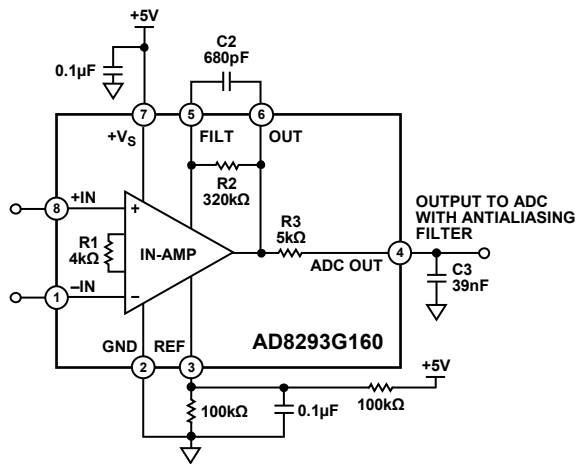 +5V
C2
680pF
0.1µF
7
5
6
+VS
FILT
OUT
R2
320kΩ
8
+IN
+
R1
4kΩ
IN-AMP
R3
5kΩ
OUTPUT TO ADC
WITH ANTIALIASING
FILTER
4
ADC OUT
C3
39nF
1
–IN
–
GND
REF
AD8293G160
2
3
+5V
100kΩ
0.1µF
100kΩ